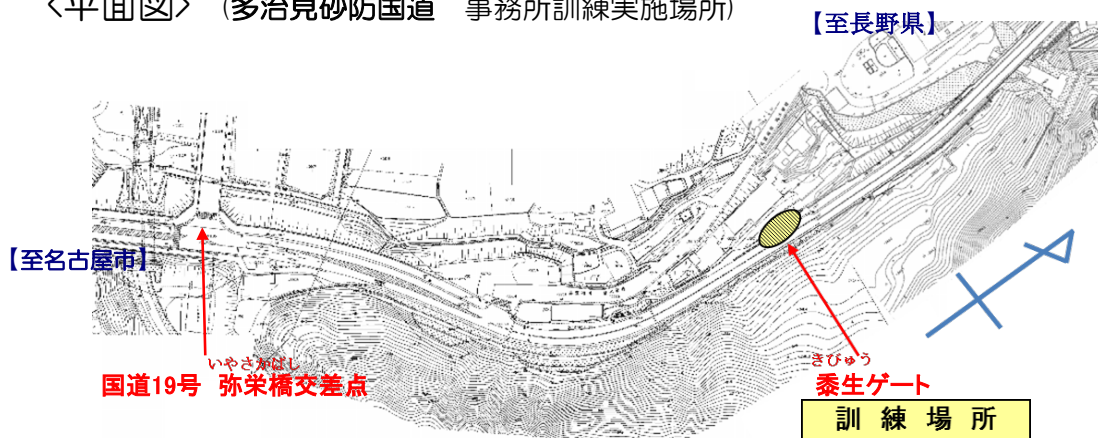 <平面図> (多治見砂防国道 事務所訓練実施場所)
【至長野県】
【至名古屋市】
いやさかばし
国道19号 弥栄橋交差点
きびゅう
黍生ゲート
訓練場所